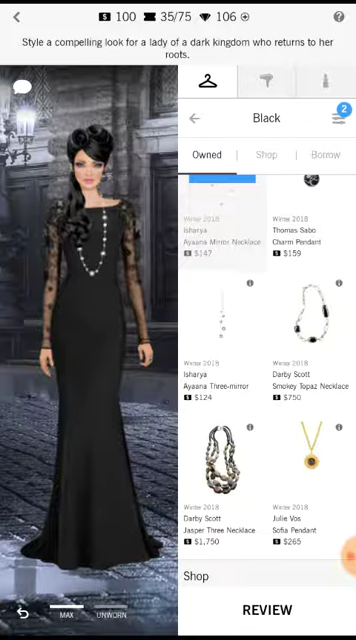 100 35/75 106
Style a compelling look for a lady of a dark kingdom who returns to her
roots.
2
Black
Owned Shop Borrow
Winter 2018
Isharya
Ayaana Mirror Necklace
$147
Winter 2018
Thomas Sabo
Charm Pendant
$159
Winter 2018
Isharya
Ayaana Three-mirror
$124
Winter 2018
Darby Scott
Smokey Topaz Necklace
$750
Winter 2018
Darby Scott
Jasper Three Necklace
$1,750
Winter 2018
Julie Vos
Sofia Pendant
$265
Shop
MAX UNWORN
REVIEW